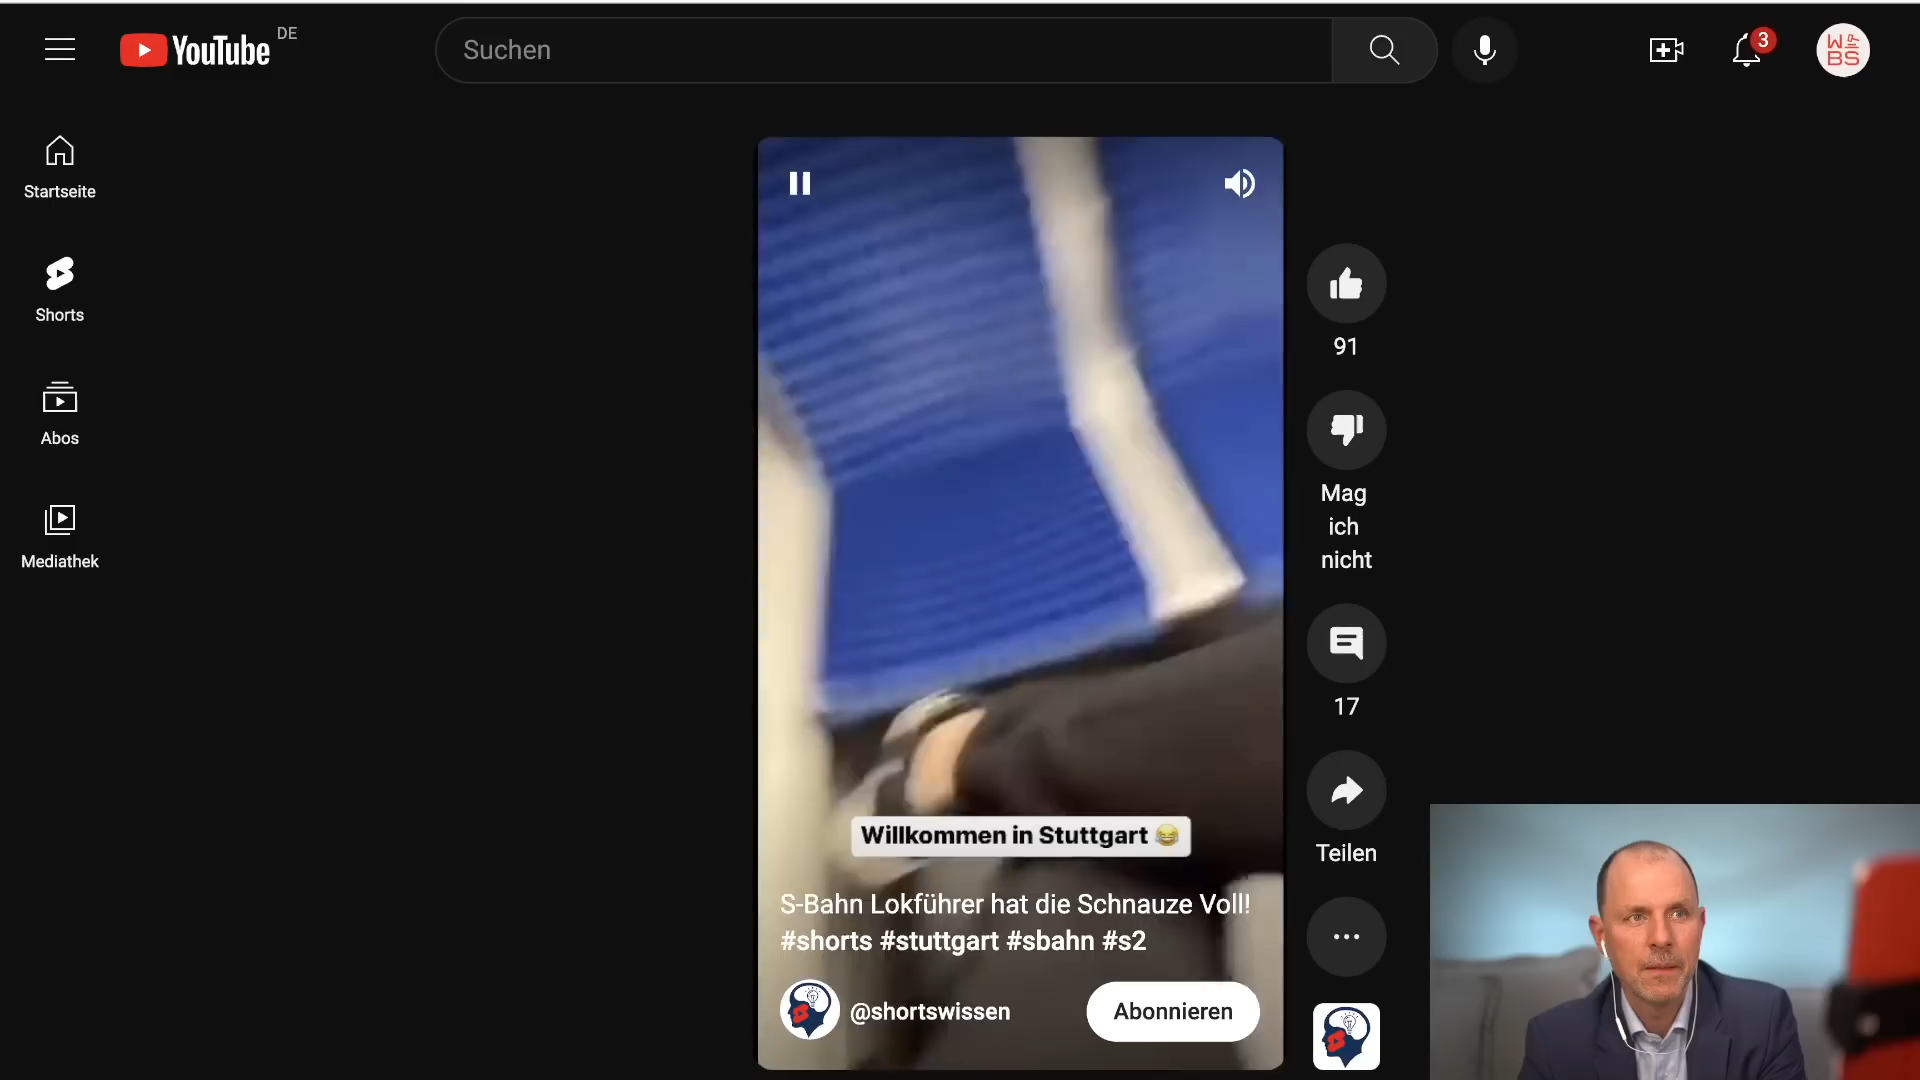 YouTube DE
Suchen
3
W
BS
Startseite
Shorts
Abos
Mediathek
91
Mag
ich
nicht
17
Teilen
Willkommen in Stuttgart 😂
S-Bahn Lokführer hat die Schnauze Voll!
#shorts #stuttgart #sbahn #s2
@shortswissen
Abonnieren